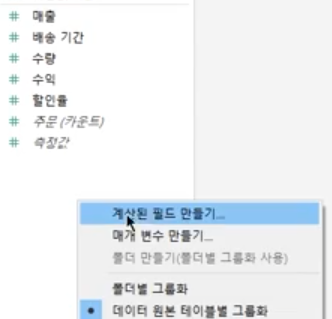 매출
배송 기간
수량
수익
할인율
주문 (카운트)
측정값
계산된 필드 만들기...
매개 변수 만들기...
폴더 만들기(폴더별 그룹화 사용)
폴더별 그룹화
데이터 원본 테이블별 그룹화